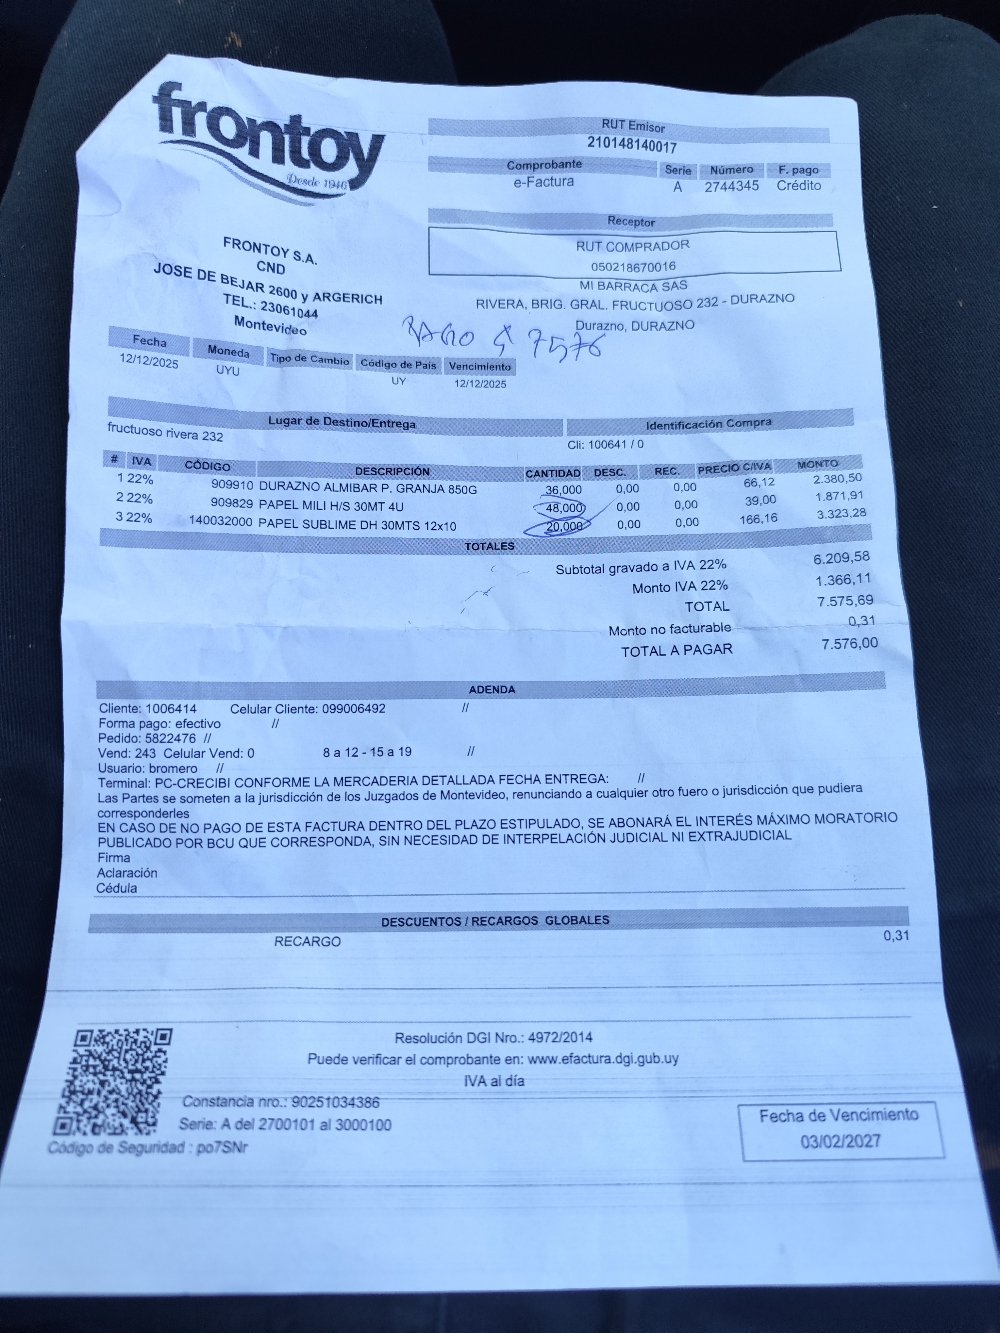 frontoy
Desde 1946
RUT Emisor
210148140017
Comprobante Serie Número F. pago
e-Factura A 2744345 Crédito
Receptor
RUT COMPRADOR
050218670016
MI BARRACA SAS
RIVERA, BRIG. GRAL. FRUCTUOSO 232 - DURAZNO
Durazno, DURAZNO
FRONTOY S.A.
CND
JOSE DE BEJAR 2600 y ARGERICH
TEL.: 23061044
Montevideo
PAGO $ 7576
Fecha Moneda Tipo de Cambio Código de País Vencimiento
12/12/2025 UYU UY 12/12/2025
Lugar de Destino/Entrega Identificación Compra
fructuoso rivera 232 Cli: 100641 / 0
# IVA CÓDIGO DESCRIPCIÓN CANTIDAD DESC. REC. PRECIO C/IVA MONTO
1 22% 909910 DURAZNO ALMIBAR P. GRANJA 850G 36,000 0,00 0,00 66,12 2.380,50
2 22% 909829 PAPEL MILI H/S 30MT 4U 48,000 0,00 0,00 39,00 1.871,91
3 22% 140032000 PAPEL SUBLIME DH 30MTS 12x10 20,000 0,00 0,00 166,16 3.323,28
TOTALES
Subtotal gravado a IVA 22% 6.209,58
Monto IVA 22% 1.366,11
TOTAL 7.575,69
Monto no facturable 0,31
TOTAL A PAGAR 7.576,00
ADENDA
Cliente: 1006414 Celular Cliente: 099006492 //
Forma pago: efectivo //
Pedido: 5822476 //
Vend: 243 Celular Vend: 0 8 a 12 - 15 a 19 //
Usuario: bromero //
Terminal: PC-CRECIBI CONFORME LA MERCADERIA DETALLADA FECHA ENTREGA: //
Las Partes se someten a la jurisdicción de los Juzgados de Montevideo, renunciando a cualquier otro fuero o jurisdicción que pudiera
corresponderles
EN CASO DE NO PAGO DE ESTA FACTURA DENTRO DEL PLAZO ESTIPULADO, SE ABONARÁ EL INTERÉS MÁXIMO MORATORIO
PUBLICADO POR BCU QUE CORRESPONDA, SIN NECESIDAD DE INTERPELACIÓN JUDICIAL NI EXTRAJUDICIAL
Firma
Aclaración
Cédula
DESCUENTOS / RECARGOS GLOBALES
RECARGO 0,31
Resolución DGI Nro.: 4972/2014
Puede verificar el comprobante en: www.efactura.dgi.gub.uy
IVA al día
Constancia nro.: 90251034386
Serie: A del 2700101 al 3000100
Código de Seguridad : po7SNr
Fecha de Vencimiento
03/02/2027